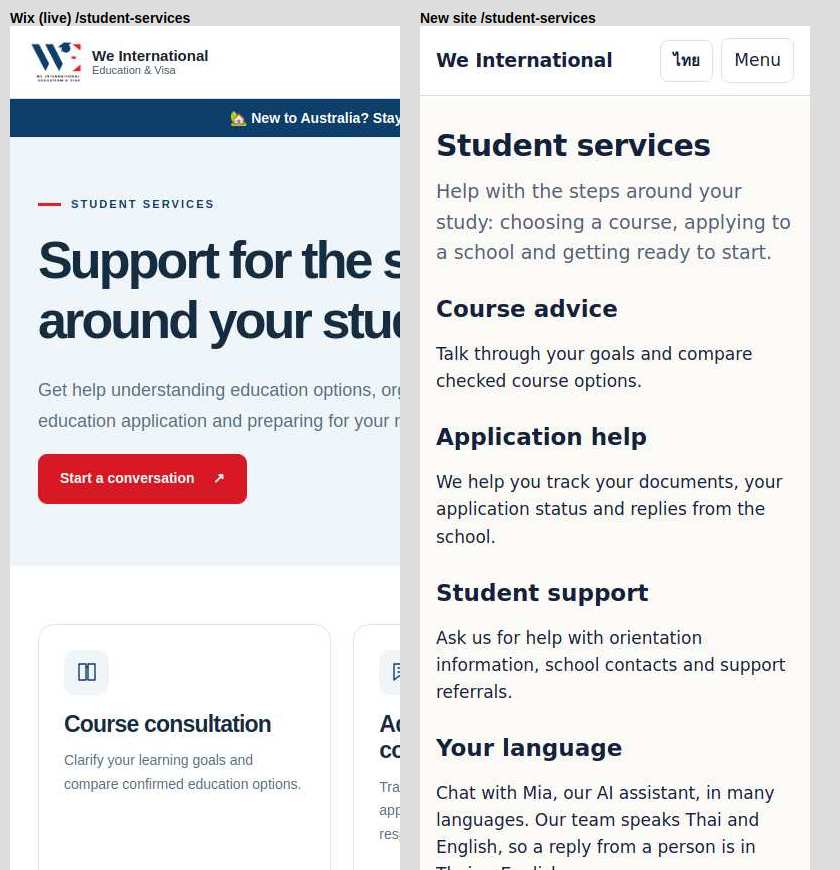 Wix (live) /student-services
WE INTERNATIONAL
EDUCATION & VISA
We International
Education & Visa
🏡 New to Australia? Stay
STUDENT SERVICES
Support for the s
around your stu
Get help understanding education options, org
education application and preparing for your n
Start a conversation ↗
Course consultation
Clarify your learning goals and
compare confirmed education options.
Ad
co
Tra
app
res
New site /student-services
We International
ไทย
Menu
Student services
Help with the steps around your
study: choosing a course, applying to
a school and getting ready to start.
Course advice
Talk through your goals and compare
checked course options.
Application help
We help you track your documents, your
application status and replies from the
school.
Student support
Ask us for help with orientation
information, school contacts and support
referrals.
Your language
Chat with Mia, our AI assistant, in many
languages. Our team speaks Thai and
English, so a reply from a person is in